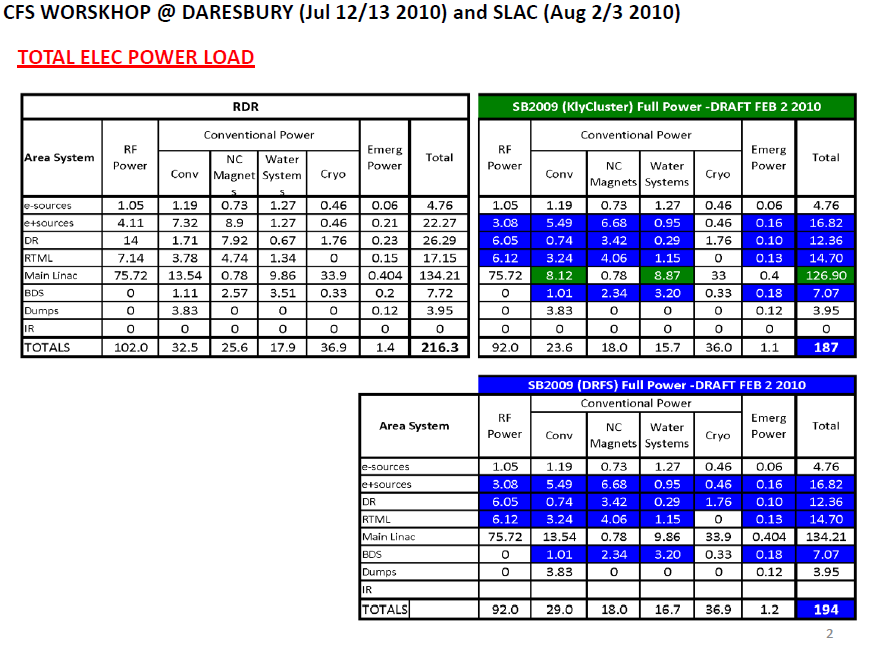 CFS WORSKHOP @ DARESBURY (Jul 12/13 2010) and SLAC (Aug 2/3 2010)
TOTAL ELEC POWER LOAD
RDR
Area System RF Power Conventional Power Emerg Power Total
Conv NC Magnets Water Systems Cryo
e-sources 1.05 1.19 0.73 1.27 0.46 0.06 4.76
e+sources 4.11 7.32 8.9 1.27 0.46 0.21 22.27
DR 14 1.71 7.92 0.67 1.76 0.23 26.29
RTML 7.14 3.78 4.74 1.34 0 0.15 17.15
Main Linac 75.72 13.54 0.78 9.86 33.9 0.404 134.21
BDS 0 1.11 2.57 3.51 0.33 0.2 7.72
Dumps 0 3.83 0 0 0 0.12 3.95
IR 0 0 0 0 0 0 0
TOTALS 102.0 32.5 25.6 17.9 36.9 1.4 216.3
SB2009 (KlyCluster) Full Power -DRAFT FEB 2 2010
RF Power Conventional Power Emerg Power Total
Conv NC Magnets Water Systems Cryo
1.05 1.19 0.73 1.27 0.46 0.06 4.76
3.08 5.49 6.68 0.95 0.46 0.16 16.82
6.05 0.74 3.42 0.29 1.76 0.10 12.36
6.12 3.24 4.06 1.15 0 0.13 14.70
75.72 8.12 0.78 8.87 33 0.4 126.90
0 1.01 2.34 3.20 0.33 0.18 7.07
0 3.83 0 0 0 0.12 3.95
0 0 0 0 0 0 0
92.0 23.6 18.0 15.7 36.0 1.1 187
SB2009 (DRFS) Full Power -DRAFT FEB 2 2010
Area System RF Power Conventional Power Emerg Power Total
Conv NC Magnets Water Systems Cryo
e-sources 1.05 1.19 0.73 1.27 0.46 0.06 4.76
e+sources 3.08 5.49 6.68 0.95 0.46 0.16 16.82
DR 6.05 0.74 3.42 0.29 1.76 0.10 12.36
RTML 6.12 3.24 4.06 1.15 0 0.13 14.70
Main Linac 75.72 13.54 0.78 9.86 33.9 0.404 134.21
BDS 0 1.01 2.34 3.20 0.33 0.18 7.07
Dumps 0 3.83 0 0 0 0.12 3.95
IR
TOTALS 92.0 29.0 18.0 16.7 36.9 1.2 194
2